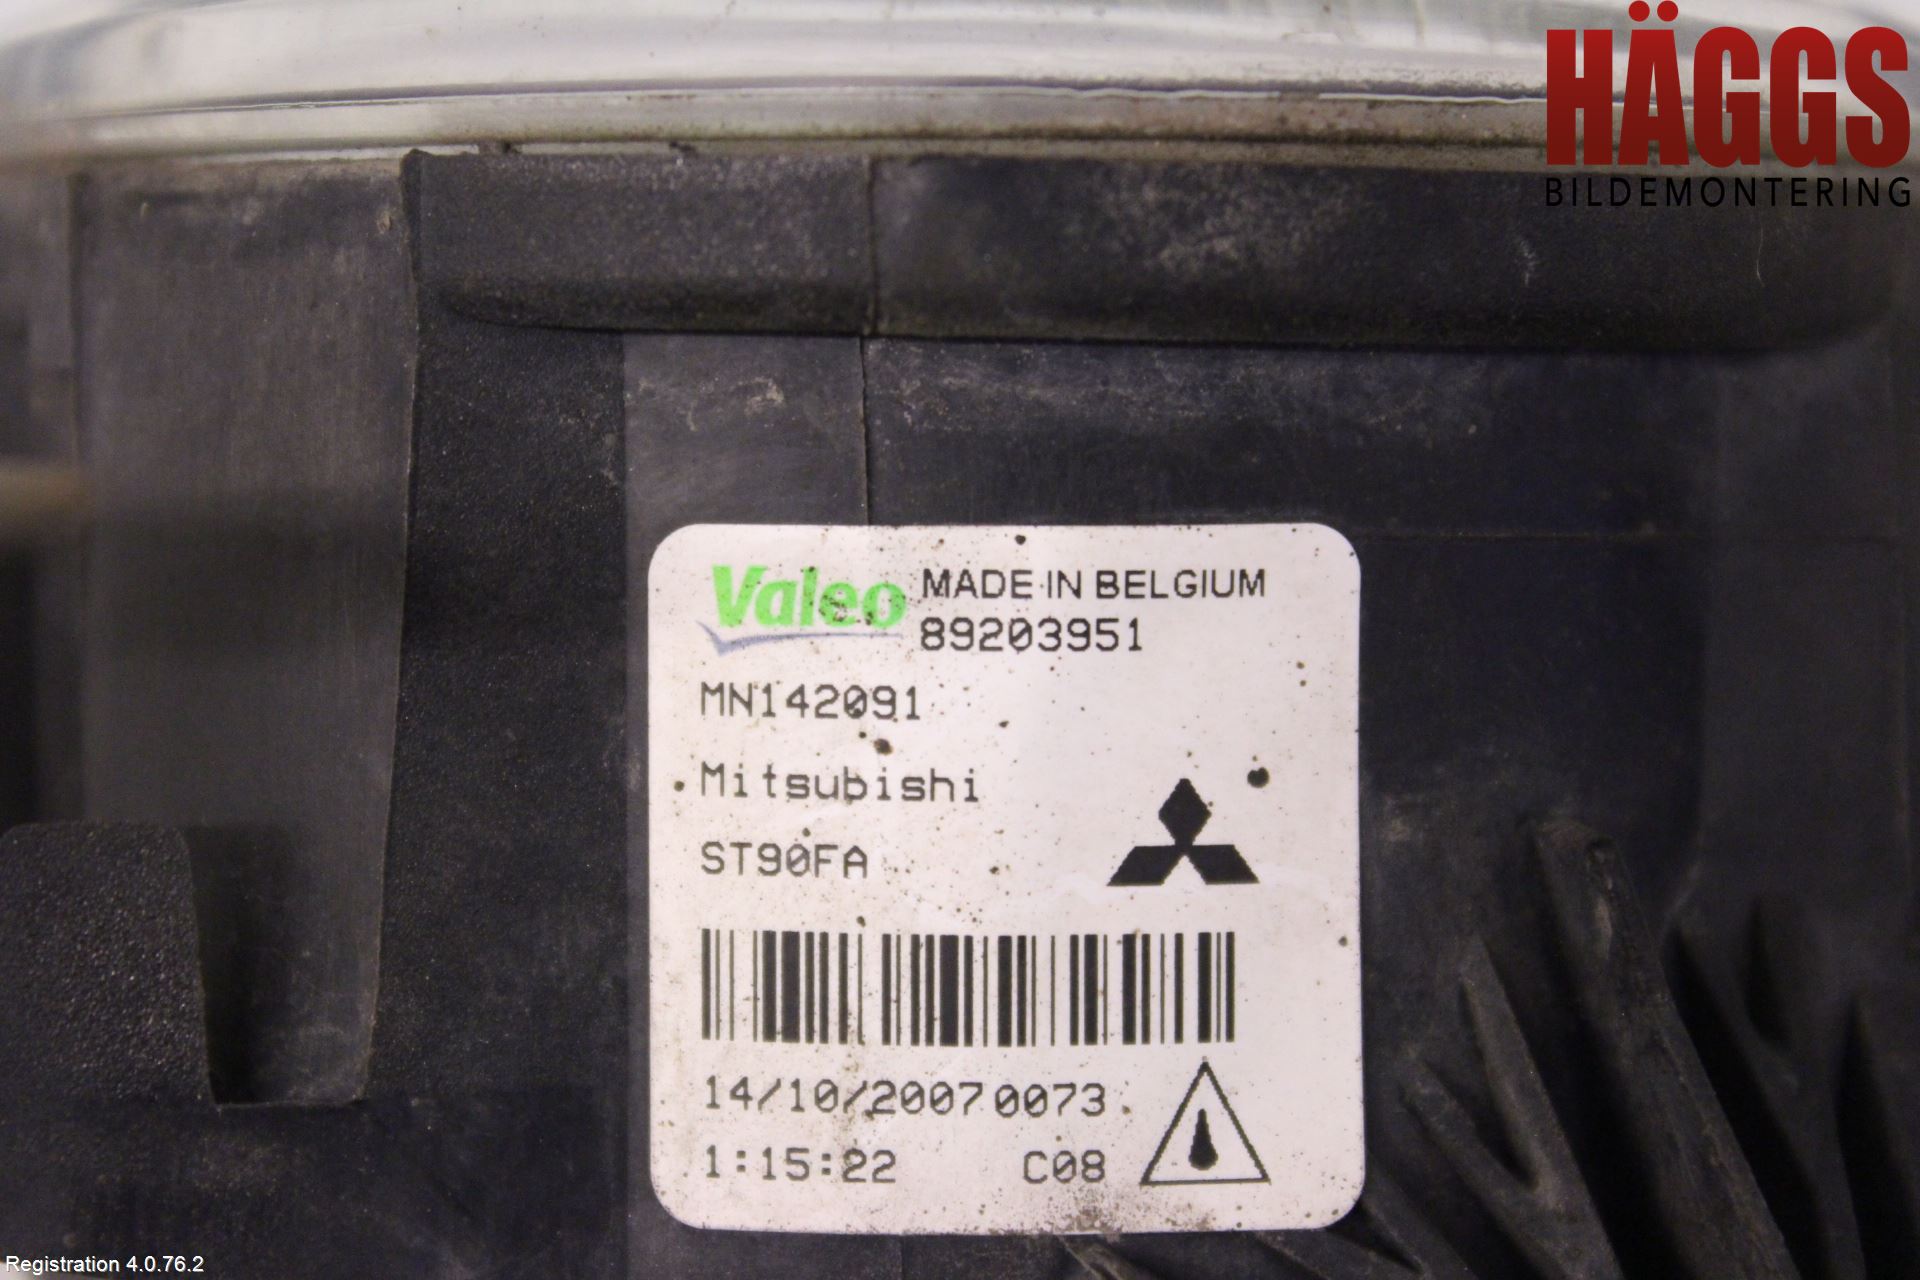 HÄGGS
BILDEMONTERING
Valeo MADE IN BELGIUM
89203951
MN142091
Mitsubishi
ST90FA
14/10/2007 0073
1:15:22 C08
Registration 4.0.76.2